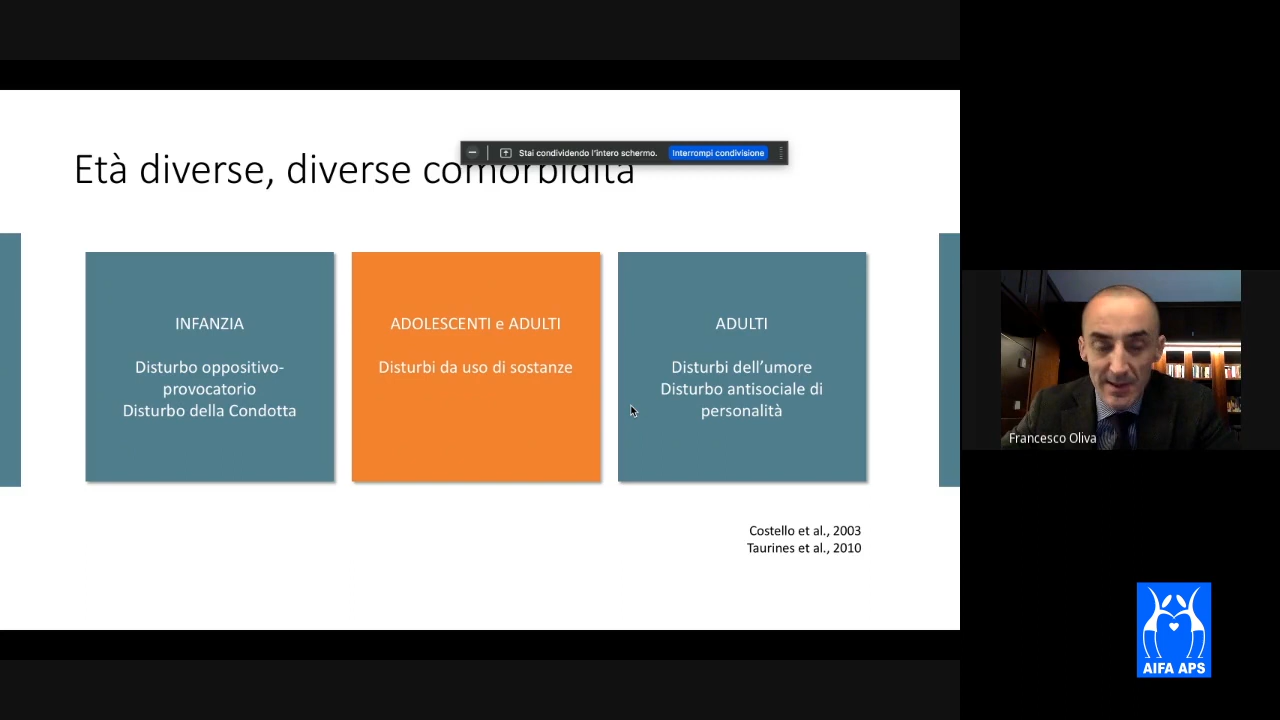 Stai condividendo l'intero schermo. Interrompi condivisione
Età diverse, diverse comorbidità
INFANZIA
Disturbo oppositivo-
provocatorio
Disturbo della Condotta
ADOLESCENTI e ADULTI
Disturbi da uso di sostanze
ADULTI
Disturbi dell’umore
Disturbo antisociale di
personalità
Costello et al., 2003
Taurines et al., 2010
Francesco Oliva
AIFA APS